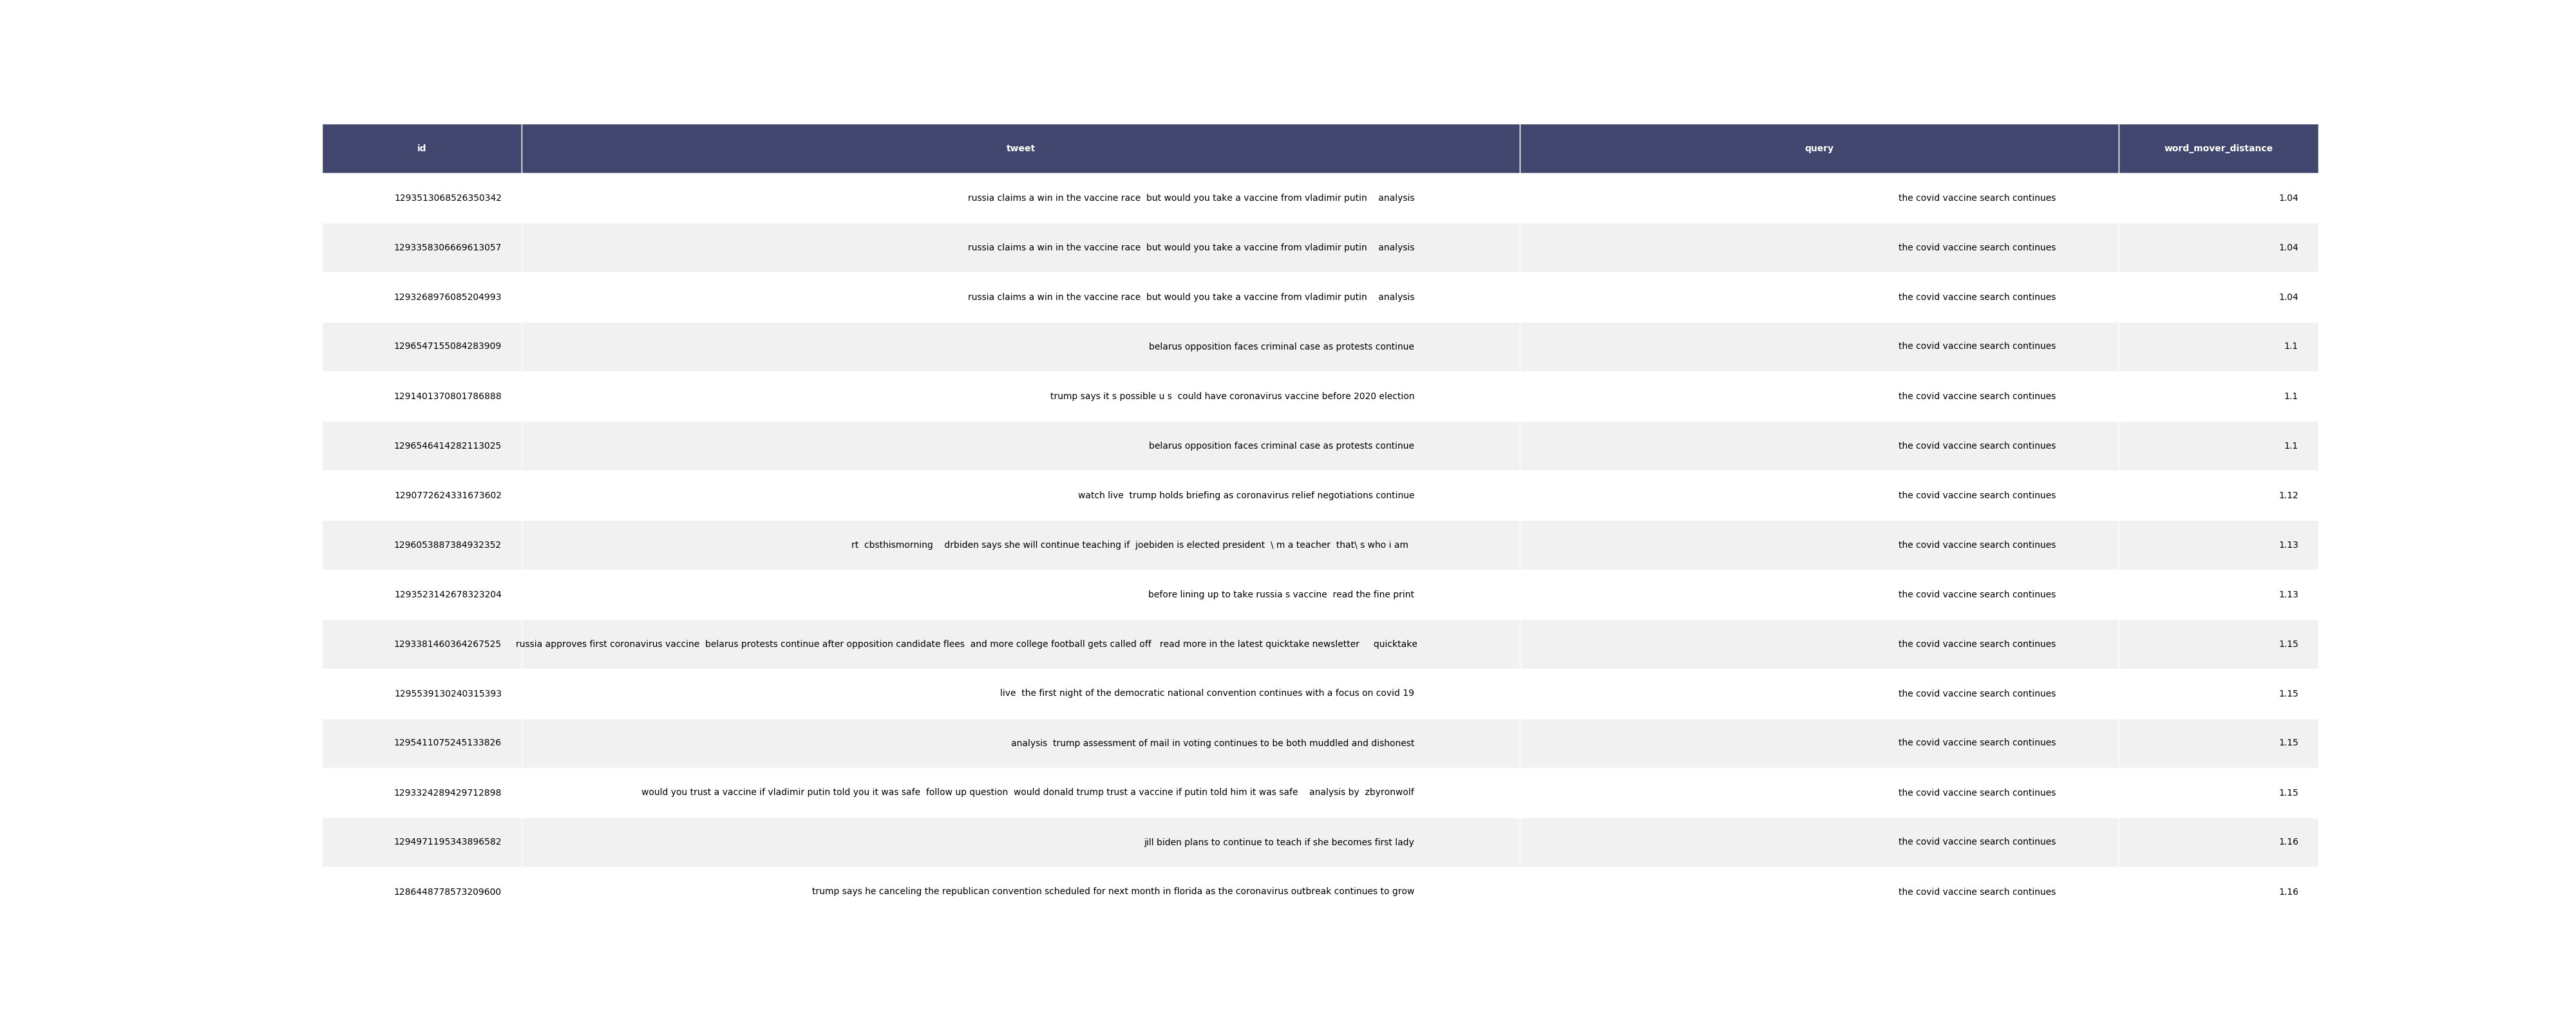 id tweet query word_mover_distance
1293513068526350342 russia claims a win in the vaccine race  but would you take a vaccine from vladimir putin    analysis the covid vaccine search continues 1.04
1293358306669613057 russia claims a win in the vaccine race  but would you take a vaccine from vladimir putin    analysis the covid vaccine search continues 1.04
1293268976085204993 russia claims a win in the vaccine race  but would you take a vaccine from vladimir putin    analysis the covid vaccine search continues 1.04
1296547155084283909 belarus opposition faces criminal case as protests continue the covid vaccine search continues 1.1
1291401370801786888 trump says it s possible u s  could have coronavirus vaccine before 2020 election the covid vaccine search continues 1.1
1296546414282113025 belarus opposition faces criminal case as protests continue the covid vaccine search continues 1.1
1290772624331673602 watch live  trump holds briefing as coronavirus relief negotiations continue the covid vaccine search continues 1.12
1296053887384932352 rt  cbsthismorning    drbiden says she will continue teaching if  joebiden is elected president  \ m a teacher  that\ s who i am the covid vaccine search continues 1.13
1293523142678323204 before lining up to take russia s vaccine  read the fine print the covid vaccine search continues 1.13
1293381460364267525 russia approves first coronavirus vaccine  belarus protests continue after opposition candidate flees  and more college football gets called off   read more in the latest quicktake newsletter     quicktake the covid vaccine search continues 1.15
1295539130240315393 live  the first night of the democratic national convention continues with a focus on covid 19 the covid vaccine search continues 1.15
1295411075245133826 analysis  trump assessment of mail in voting continues to be both muddled and dishonest the covid vaccine search continues 1.15
1293324289429712898 would you trust a vaccine if vladimir putin told you it was safe  follow up question  would donald trump trust a vaccine if putin told him it was safe    analysis by  zbyronwolf the covid vaccine search continues 1.15
1294971195343896582 jill biden plans to continue to teach if she becomes first lady the covid vaccine search continues 1.16
1286448778573209600 trump says he canceling the republican convention scheduled for next month in florida as the coronavirus outbreak continues to grow the covid vaccine search continues 1.16